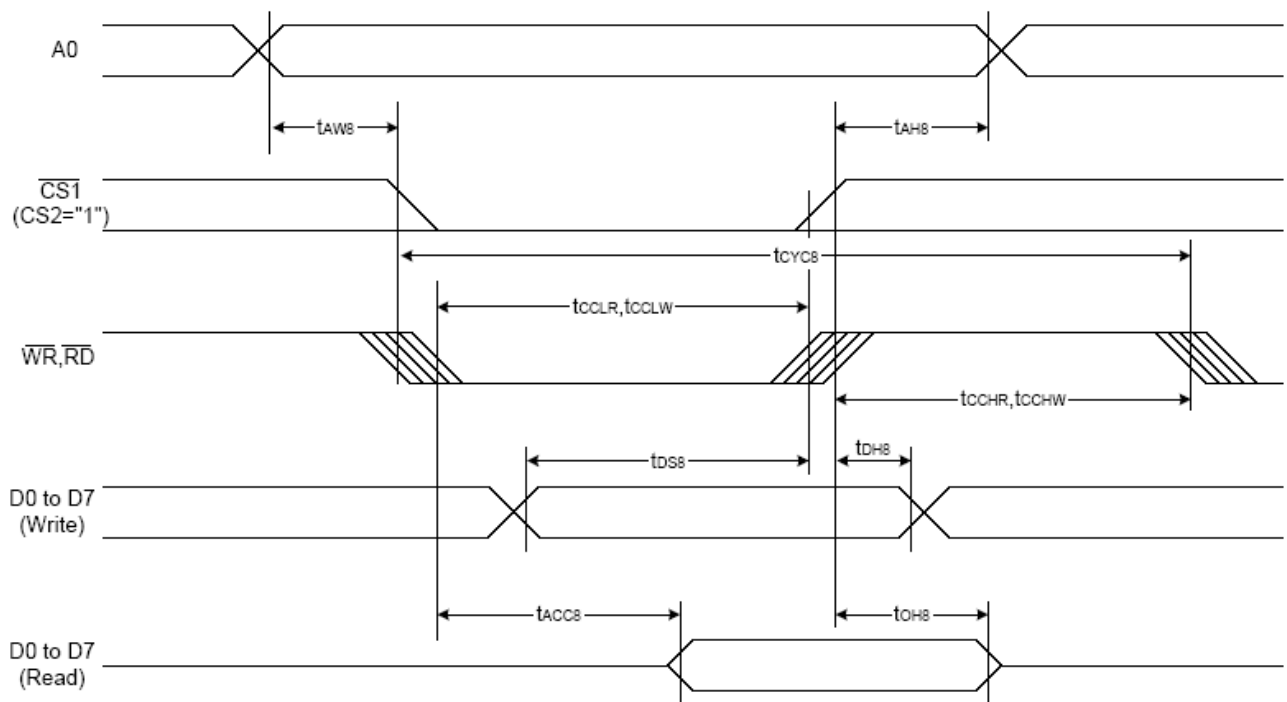 A0
tAW8
tAH8
CS1
(CS2="1")
tCYC8
tCCLR,tCCLW
WR,RD
tCCHR,tCCHW
tDS8
tDH8
D0 to D7
(Write)
tACC8
tOH8
D0 to D7
(Read)